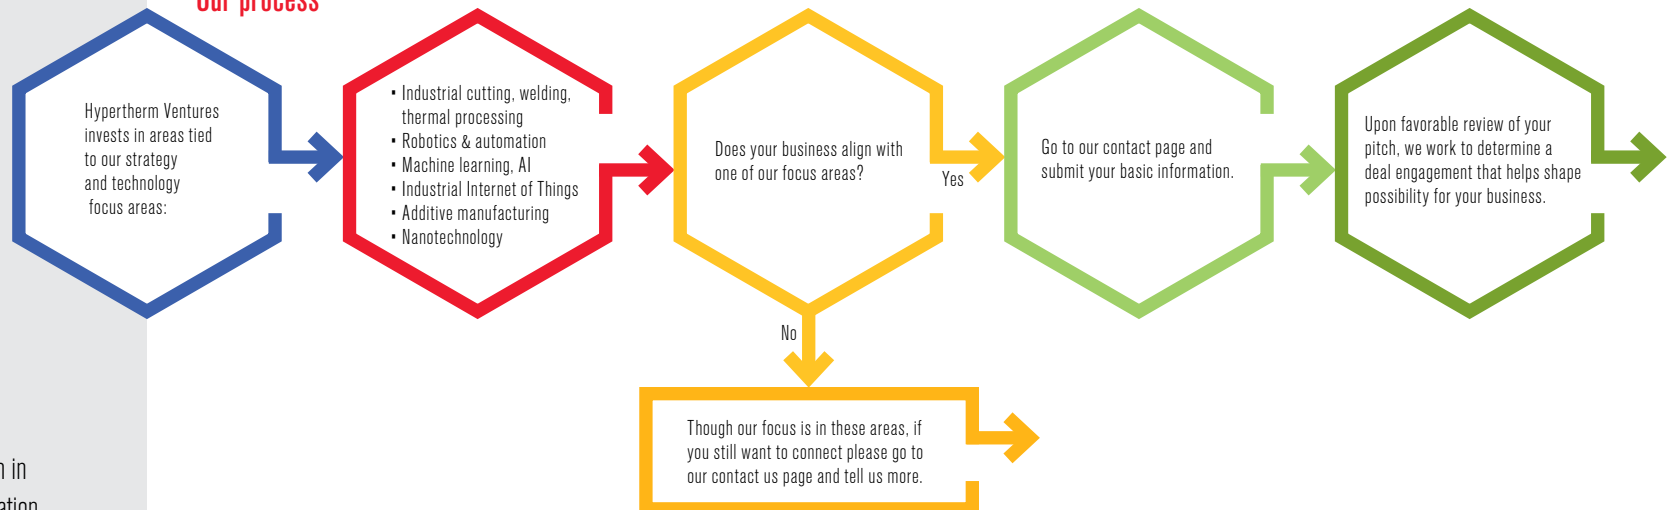 Our process
Hypertherm Ventures
invests in areas tied
to our strategy
and technology
focus areas:
▪ Industrial cutting, welding,
thermal processing
▪ Robotics & automation
▪ Machine learning, AI
▪ Industrial Internet of Things
▪ Additive manufacturing
▪ Nanotechnology
Does your business align with
one of our focus areas?
Yes
Go to our contact page and
submit your basic information.
Upon favorable review of your
pitch, we work to determine a
deal engagement that helps shape
possibility for your business.
No
Though our focus is in these areas, if
you still want to connect please go to
our contact us page and tell us more.
in